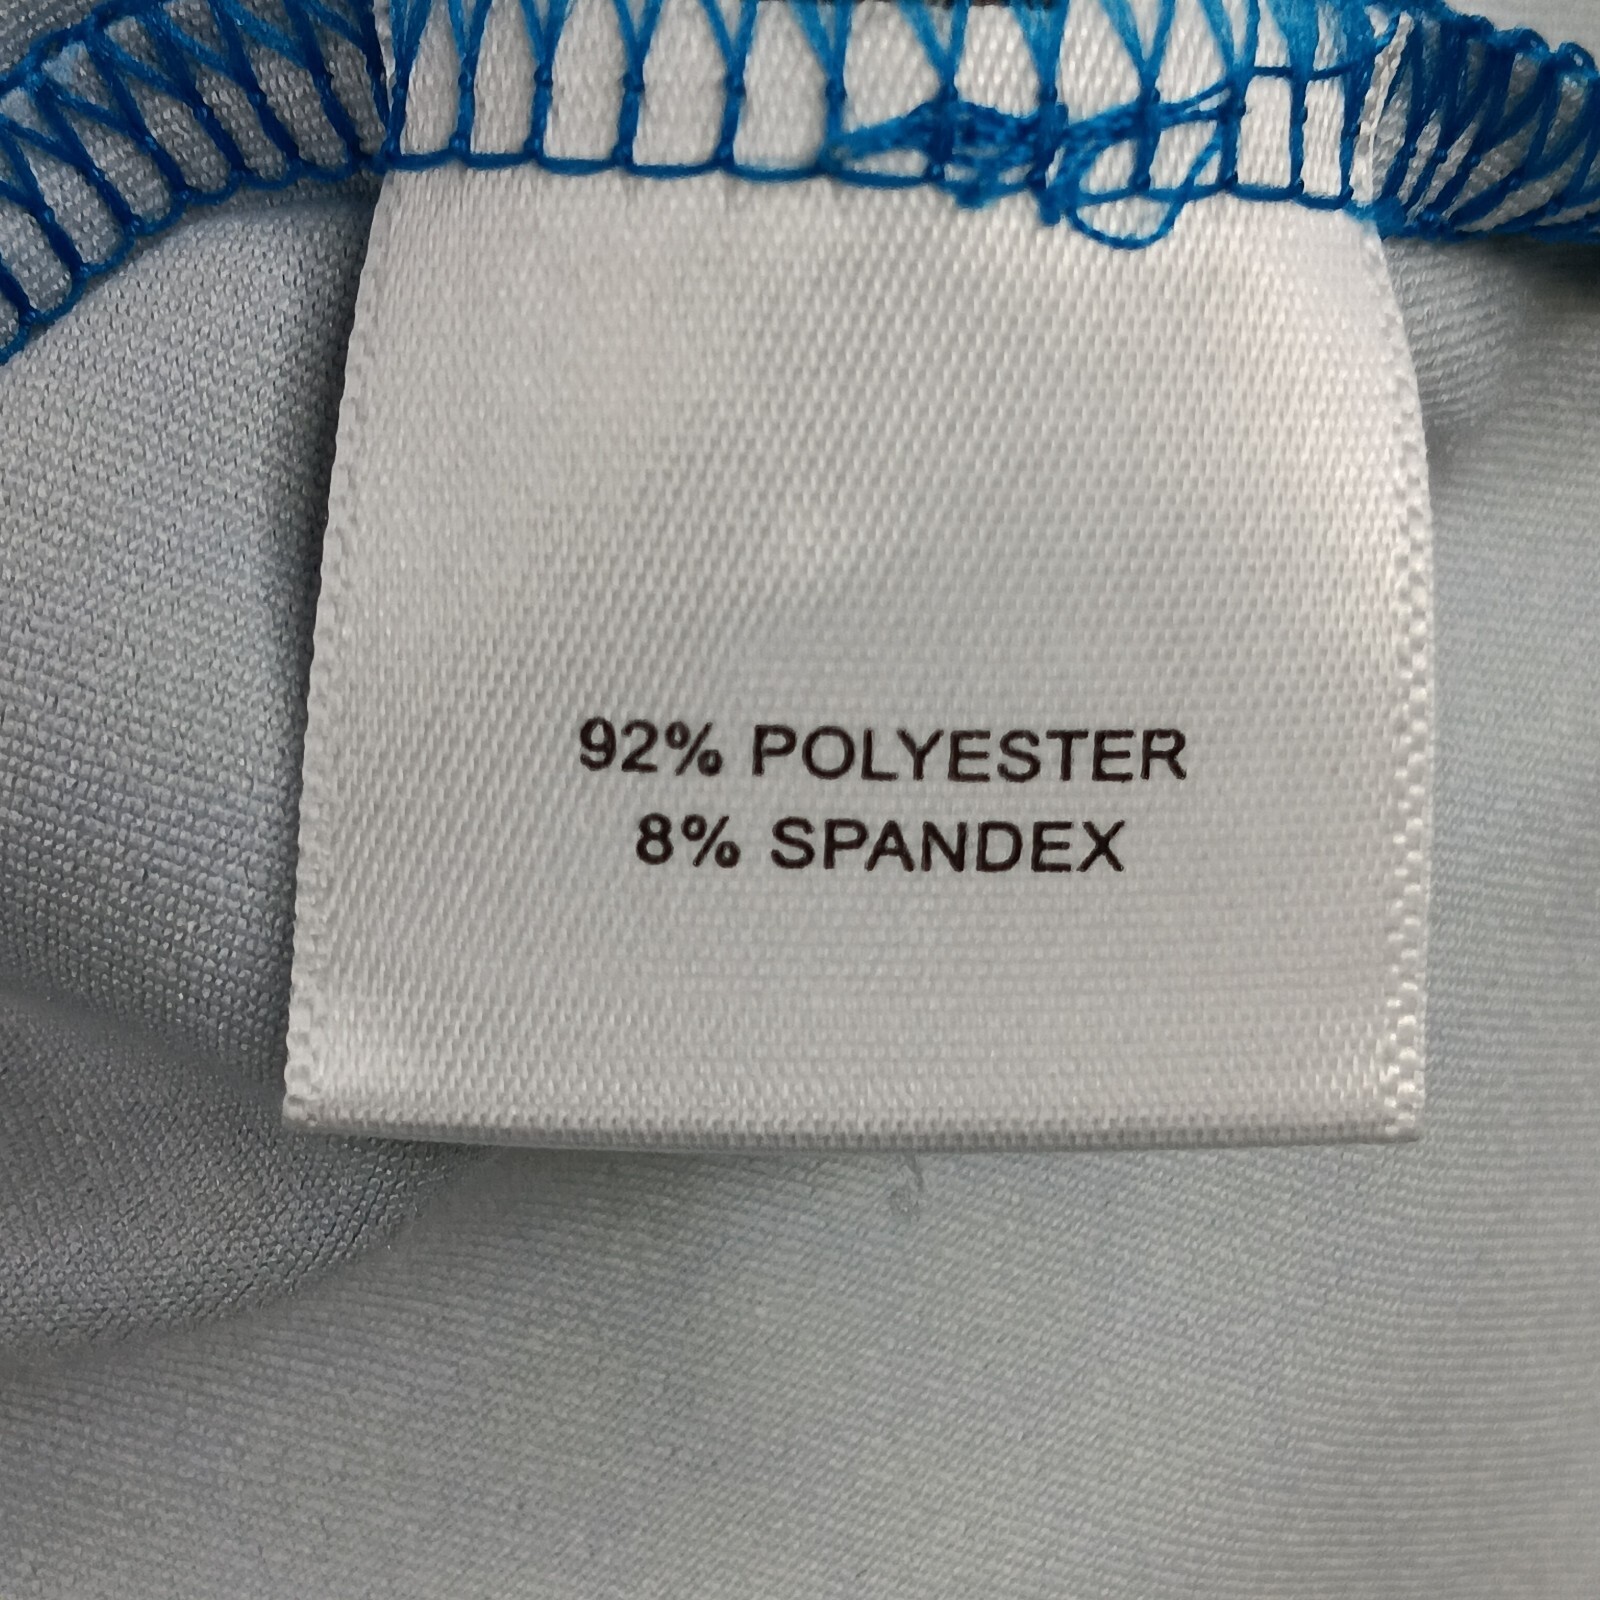 92% POLYESTER
8% SPANDEX